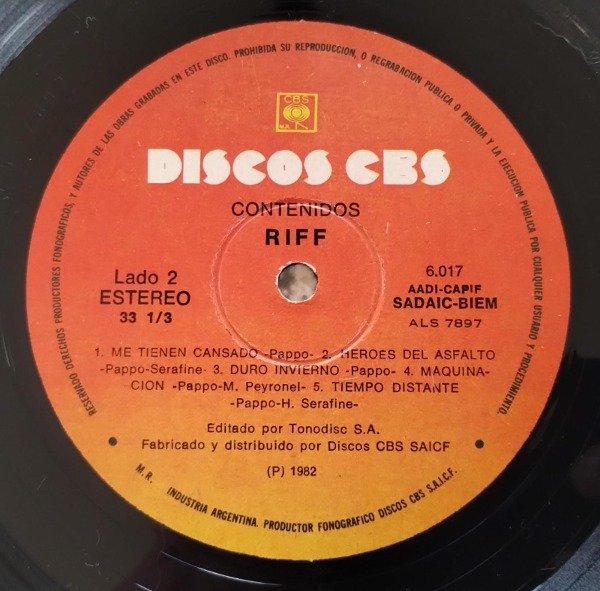 RESERVADO DERECHOS PRODUCTORES FONOGRAFICOS, Y AUTORES DE LAS OBRAS GRABADAS EN ESTE DISCO. PROHIBIDA SU REPRODUCCION, O REGRABACION PUBLICA O PRIVADA Y LA EJECUCION PUBLICA POR CUALQUIER USUARIO Y PROCEDIMIENTO.
CBS
M.R.
DISCOS CBS
CONTENIDOS
RIFF
Lado 2
ESTEREO
33 1/3
6.017
AADI-CAPIF
SADAIC-BIEM
ALS 7897
1. ME TIENEN CANSADO -Pappo- 2. HEROES DEL ASFALTO
-Pappo-Serafine- 3. DURO INVIERNO -Pappo- 4. MAQUINA-
CION -Pappo-M. Peyronel- 5. TIEMPO DISTANTE
-Pappo-H. Serafine-
Editado por Tonodisc S.A.
Fabricado y distribuido por Discos CBS SAICF
(P) 1982
M.R. INDUSTRIA ARGENTINA. PRODUCTOR FONOGRAFICO DISCOS CBS S.A.I.C.F.